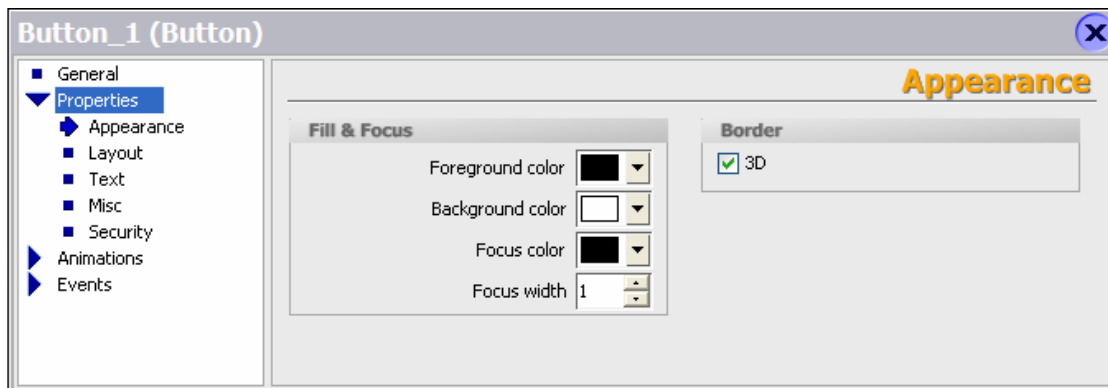 Button_1 (Button)
General
Properties
Appearance
Layout
Text
Misc
Security
Animations
Events
Appearance
Fill & Focus
Foreground color
Background color
Focus color
Focus width 1
Border
3D